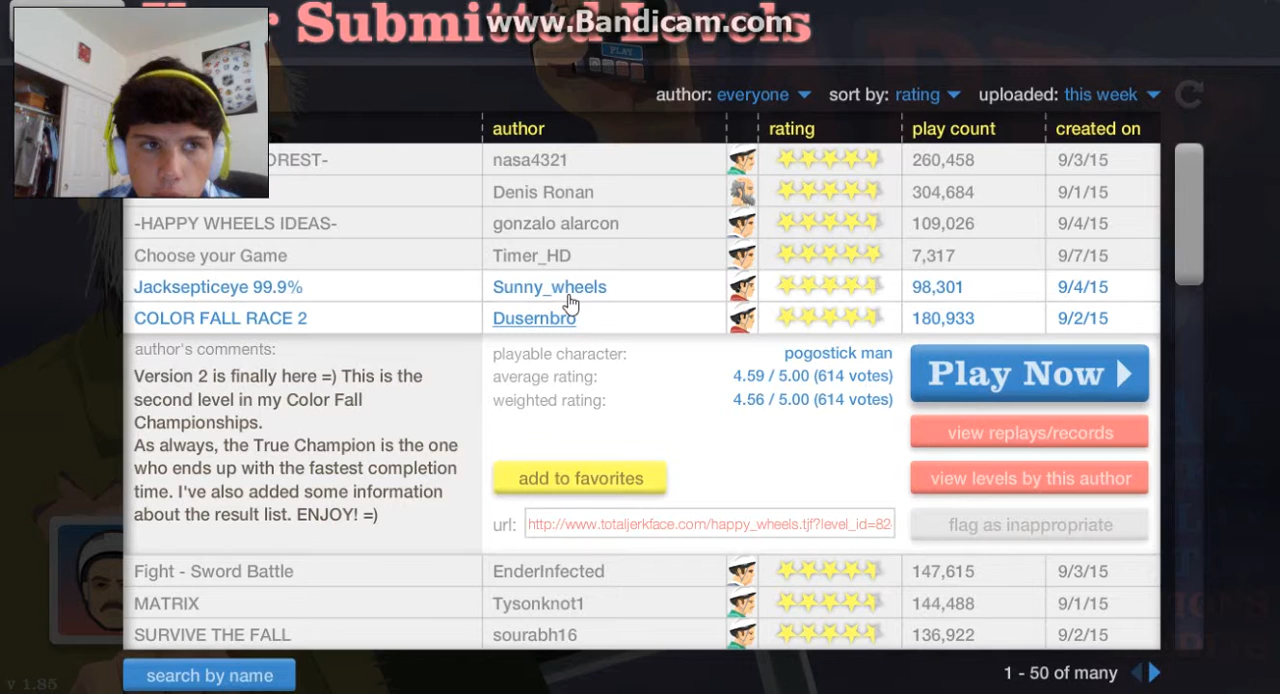 User Submitted Levels
www.Bandicam.com
PLAY
author: everyone sort by: rating uploaded: this week
author rating play count created on
OREST- nasa4321 260,458 9/3/15
Denis Ronan 304,684 9/1/15
-HAPPY WHEELS IDEAS- gonzalo alarcon 109,026 9/4/15
Choose your Game Timer_HD 7,317 9/7/15
Jacksepticeye 99.9% Sunny_wheels 98,301 9/4/15
COLOR FALL RACE 2 Dusernbro 180,933 9/2/15
author's comments:
Version 2 is finally here =) This is the
second level in my Color Fall
Championships.
As always, the True Champion is the one
who ends up with the fastest completion
time. I've also added some information
about the result list. ENJOY! =)
playable character: pogostick man
average rating: 4.59 / 5.00 (614 votes)
weighted rating: 4.56 / 5.00 (614 votes)
add to favorites
url: http://www.totaljerkface.com/happy_wheels.tjf?level_id=82
Play Now
view replays/records
view levels by this author
flag as inappropriate
Fight - Sword Battle EnderInfected 147,615 9/3/15
MATRIX Tysonknot1 144,488 9/1/15
SURVIVE THE FALL sourabh16 136,922 9/2/15
search by name
1 - 50 of many
v 1.85